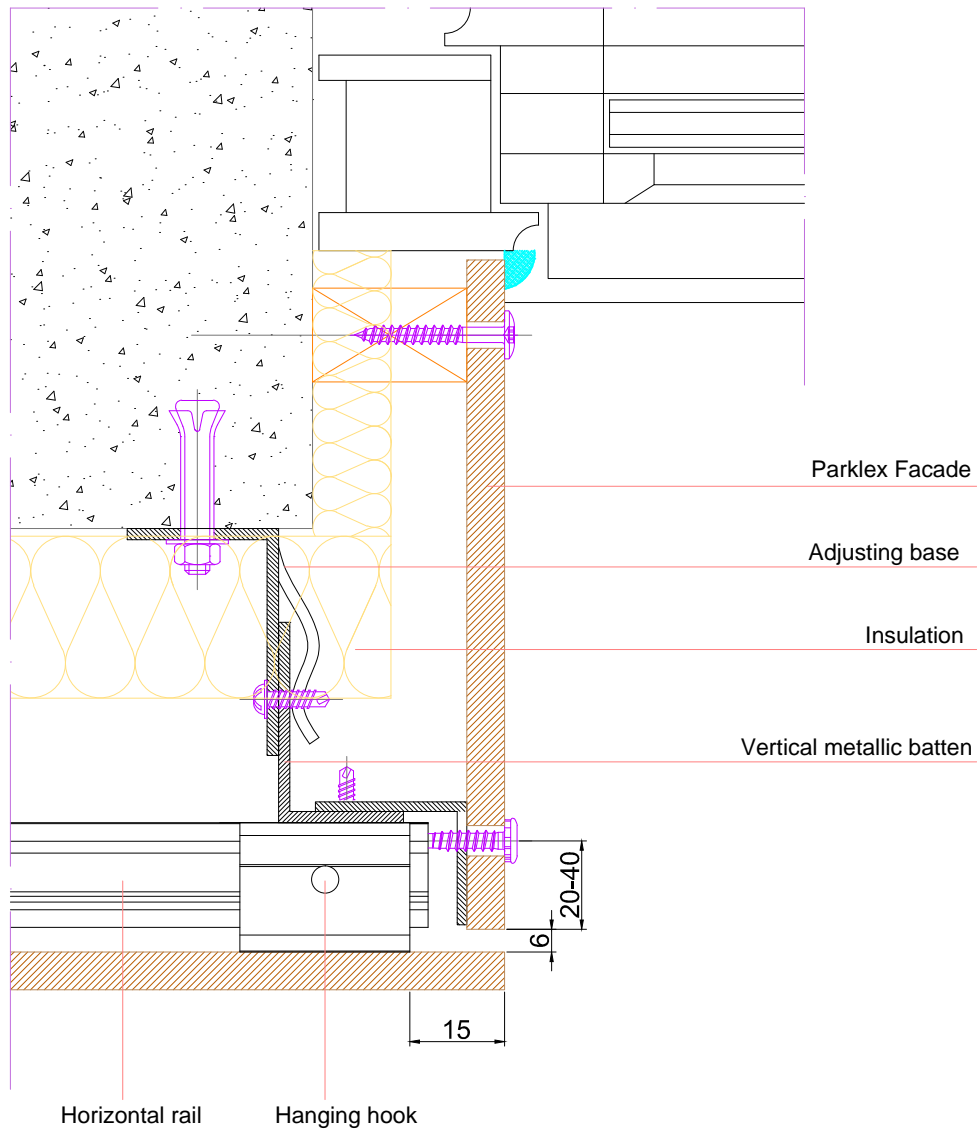 Parklex Facade
Adjusting base
Insulation
Vertical metallic batten
20-40
6
15
Horizontal rail
Hanging hook